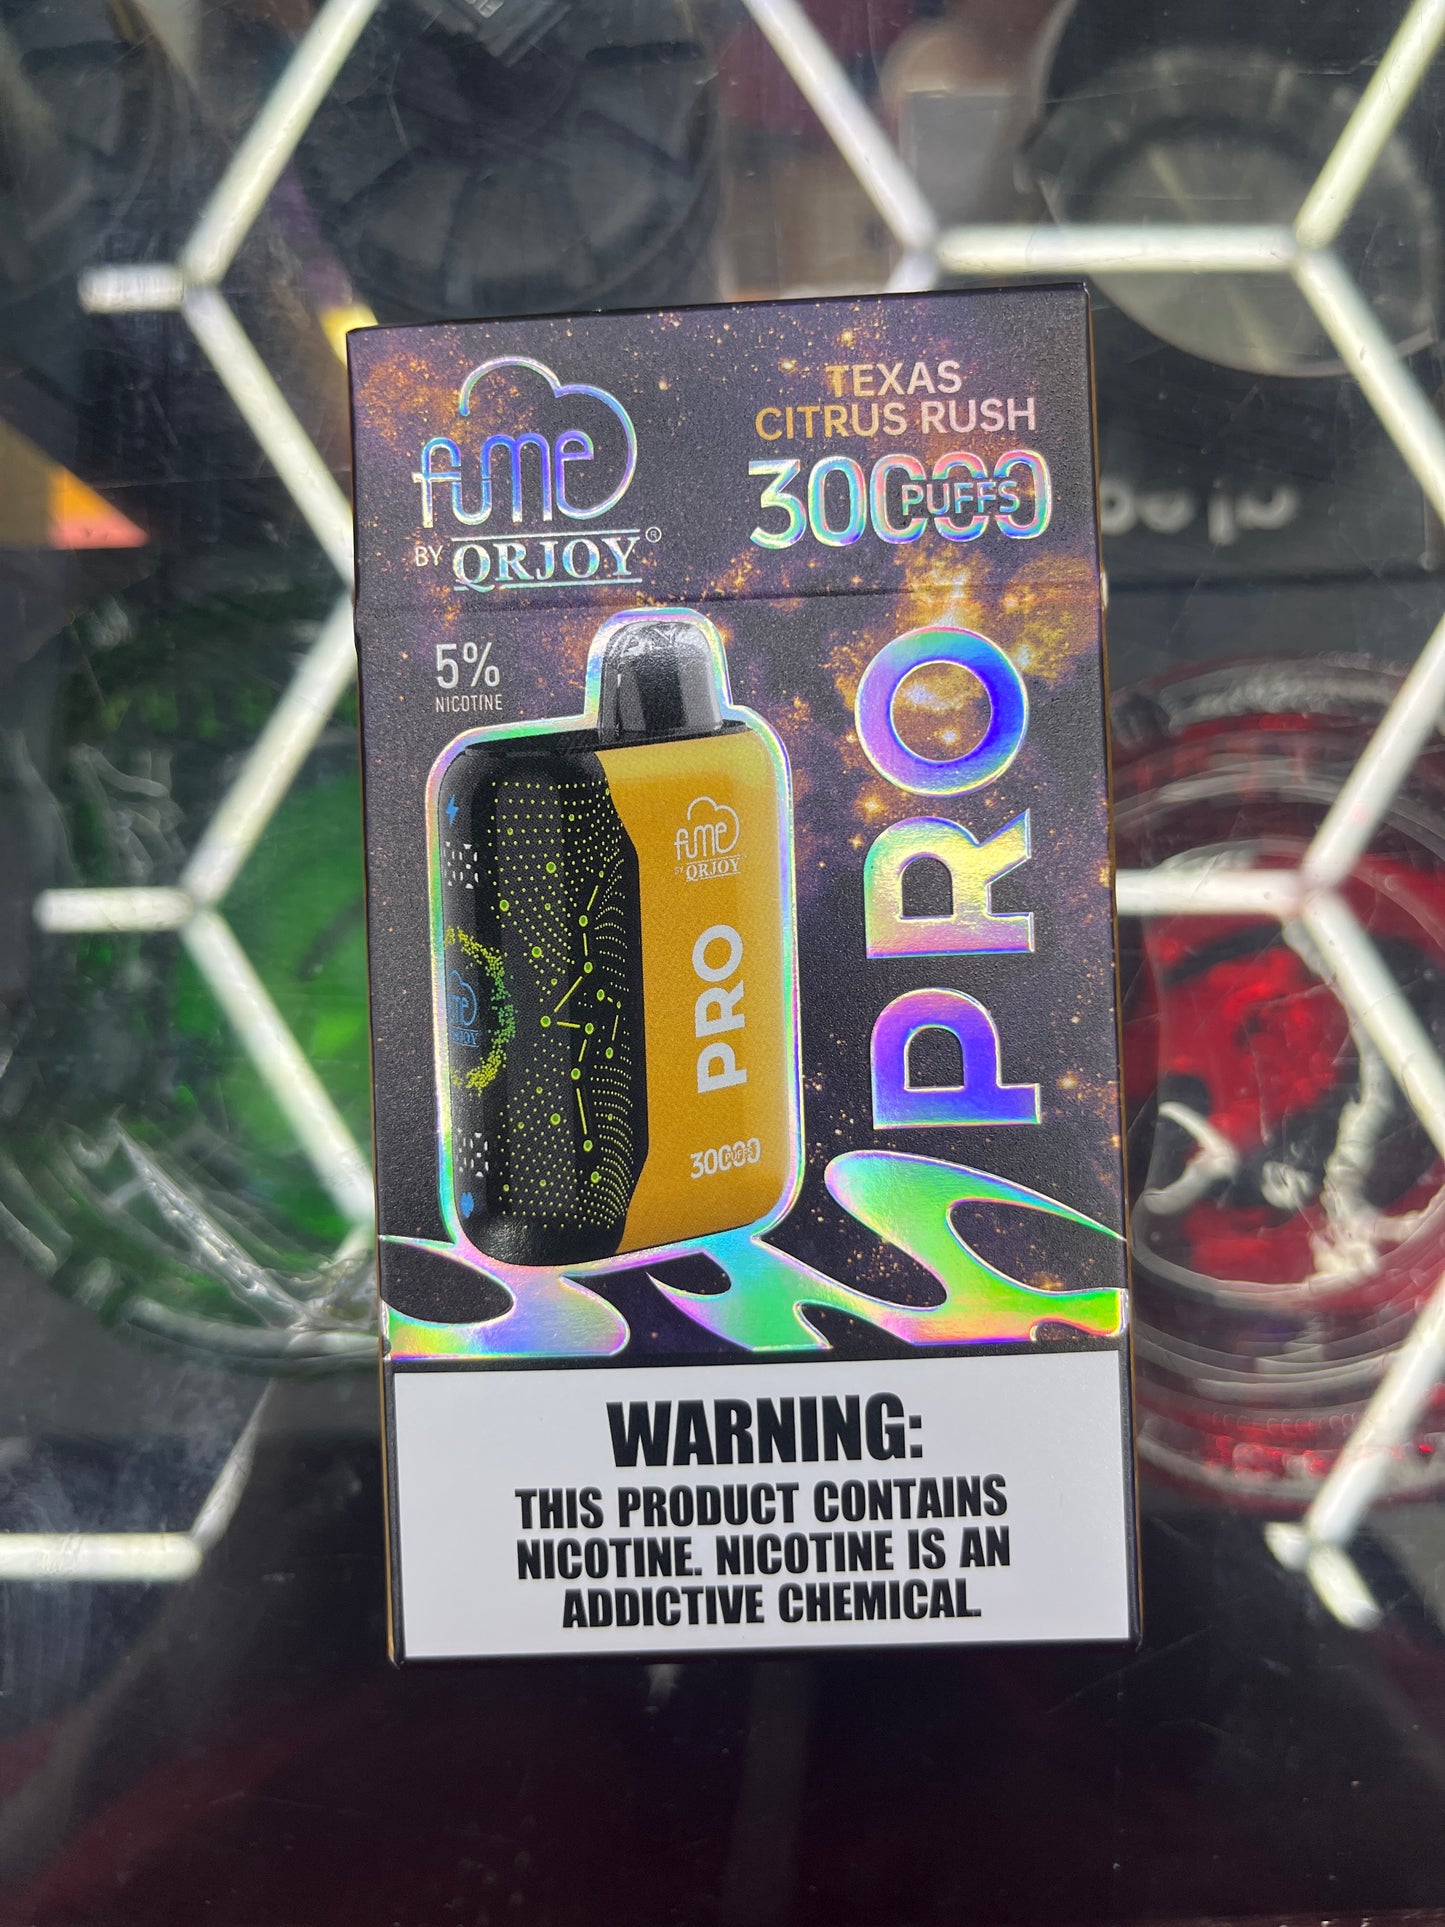 fume
BY QRJOY®
TEXAS
CITRUS RUSH
30000
PUFFS
5%
NICOTINE
fume
BY QRJOY
PRO
30000
PUFFS
PRO
WARNING:
THIS PRODUCT CONTAINS
NICOTINE. NICOTINE IS AN
ADDICTIVE CHEMICAL.